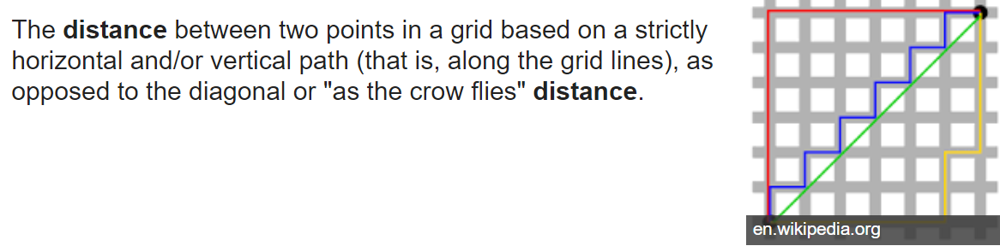 The distance between two points in a grid based on a strictly
horizontal and/or vertical path (that is, along the grid lines), as
opposed to the diagonal or "as the crow flies" distance.
en.wikipedia.org